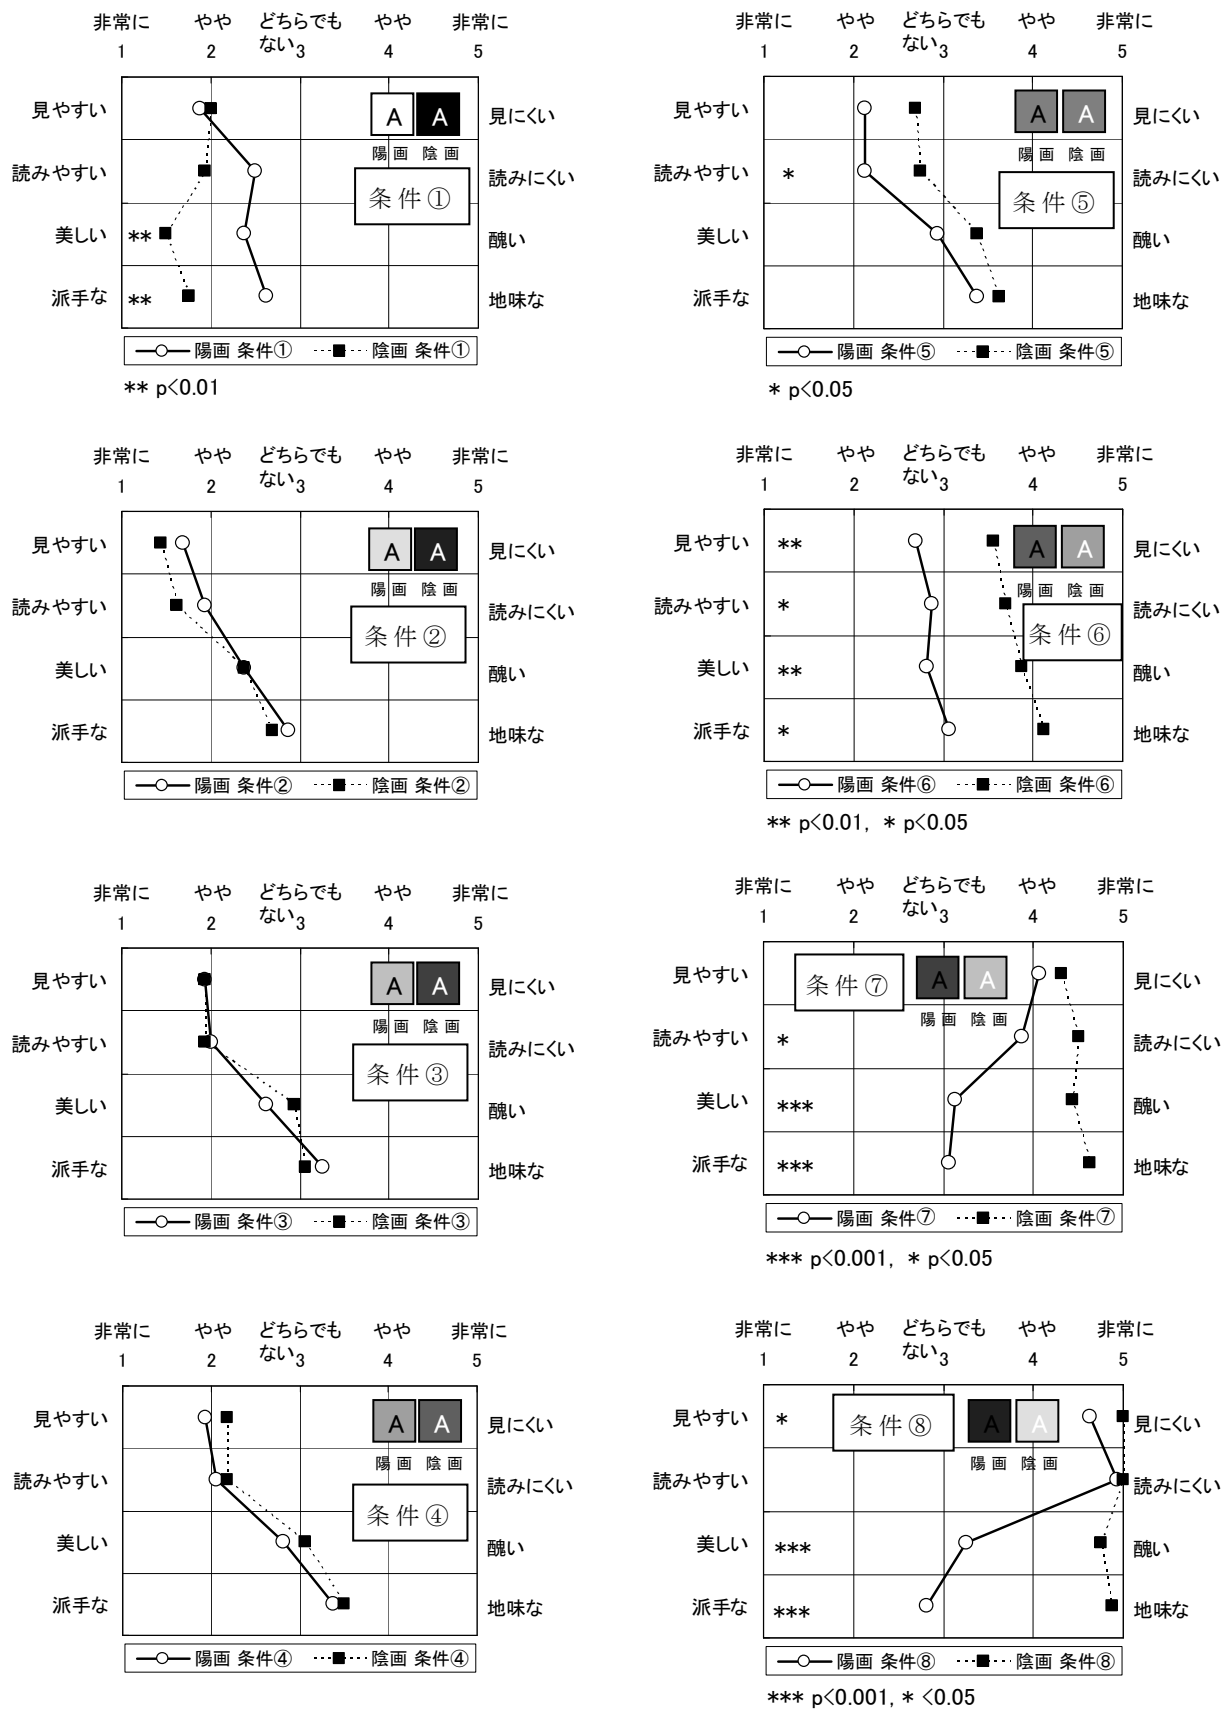 非常に やや どちらでもない やや 非常に
1 2 3 4 5
見やすい 見にくい
A A
陽画 陰画
読みやすい 読みにくい
条件①
美しい ** 醜い
派手な ** 地味な
陽画 条件① 陰画 条件①
** p<0.01
非常に やや どちらでもない やや 非常に
1 2 3 4 5
見やすい 見にくい
A A
陽画 陰画
読みやすい * 読みにくい
条件⑤
美しい 醜い
派手な 地味な
陽画 条件⑤ 陰画 条件⑤
* p<0.05
非常に やや どちらでもない やや 非常に
1 2 3 4 5
見やすい 見にくい
A A
陽画 陰画
読みやすい 読みにくい
条件②
美しい 醜い
派手な 地味な
陽画 条件② 陰画 条件②
非常に やや どちらでもない やや 非常に
1 2 3 4 5
見やすい ** 見にくい
A A
陽画 陰画
読みやすい * 読みにくい
条件⑥
美しい ** 醜い
派手な * 地味な
陽画 条件⑥ 陰画 条件⑥
** p<0.01, * p<0.05
非常に やや どちらでもない やや 非常に
1 2 3 4 5
見やすい 見にくい
A A
陽画 陰画
読みやすい 読みにくい
条件③
美しい 醜い
派手な 地味な
陽画 条件③ 陰画 条件③
非常に やや どちらでもない やや 非常に
1 2 3 4 5
見やすい 見にくい
条件⑦
A A
陽画 陰画
読みやすい * 読みにくい
美しい *** 醜い
派手な *** 地味な
陽画 条件⑦ 陰画 条件⑦
*** p<0.001, * p<0.05
非常に やや どちらでもない やや 非常に
1 2 3 4 5
見やすい 見にくい
A A
陽画 陰画
読みやすい 読みにくい
条件④
美しい 醜い
派手な 地味な
陽画 条件④ 陰画 条件④
非常に やや どちらでもない やや 非常に
1 2 3 4 5
見やすい * 見にくい
条件⑧
A A
陽画 陰画
読みやすい 読みにくい
美しい *** 醜い
派手な *** 地味な
陽画 条件⑧ 陰画 条件⑧
*** p<0.001, * <0.05